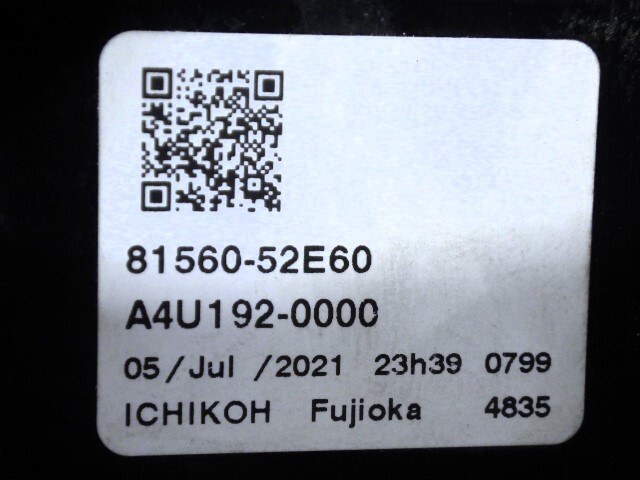 81560-52E60
A4U192-0000
05/Jul /2021 23h39 0799
ICHIKOH Fujioka 4835